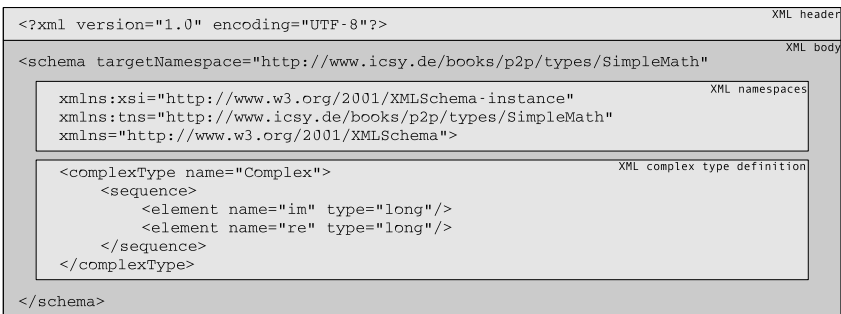 XML header
<?xml version="1.0" encoding="UTF-8"?>
XML body
<schema targetNamespace="http://www.icsy.de/books/p2p/types/SimpleMath"
XML namespaces
xmlns:xsi="http://www.w3.org/2001/XMLSchema-instance"
xmlns:tns="http://www.icsy.de/books/p2p/types/SimpleMath"
xmlns="http://www.w3.org/2001/XMLSchema">
XML complex type definition
<complexType name="Complex">
<sequence>
<element name="im" type="long"/>
<element name="re" type="long"/>
</sequence>
</complexType>
</schema>